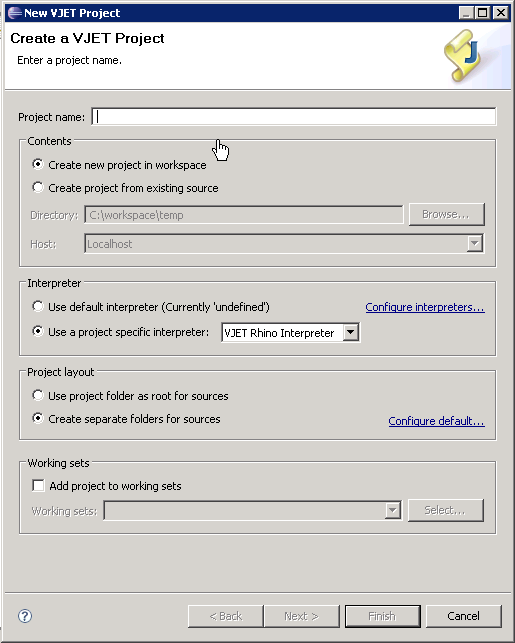 New VJET Project
Create a VJET Project
Enter a project name.
J
Project name:
Contents
Create new project in workspace
Create project from existing source
Directory: C:\workspace\temp Browse...
Host: Localhost
Interpreter
Use default interpreter (Currently 'undefined') Configure interpreters...
Use a project specific interpreter: VJET Rhino Interpreter
Project layout
Use project folder as root for sources
Create separate folders for sources Configure default...
Working sets
Add project to working sets
Working sets: Select...
? < Back Next > Finish Cancel